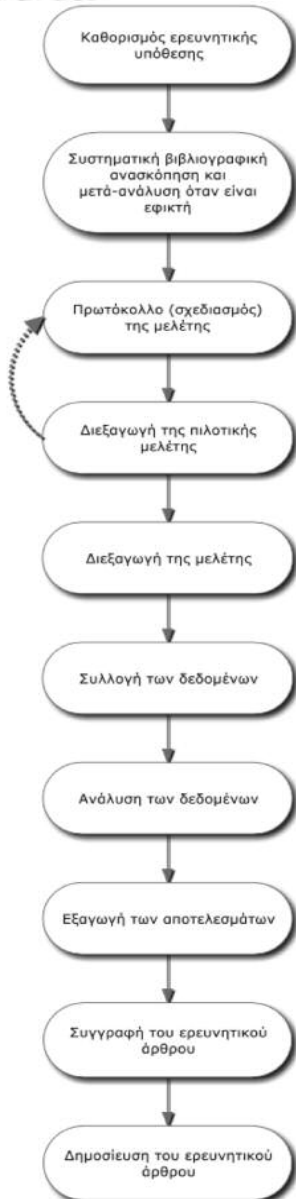 Καθορισμός ερευνητικής
υπόθεσης
Συστηματική βιβλιογραφική
ανασκόπηση και
μετά-ανάλυση όταν είναι
εφικτή
Πρωτόκολλο (σχεδιασμός)
της μελέτης
Διεξαγωγή της πιλοτικής
μελέτης
Διεξαγωγή της μελέτης
Συλλογή των δεδομένων
Ανάλυση των δεδομένων
Εξαγωγή των αποτελεσμάτων
Συγγραφή του ερευνητικού
άρθρου
Δημοσίευση του ερευνητικού
άρθρου